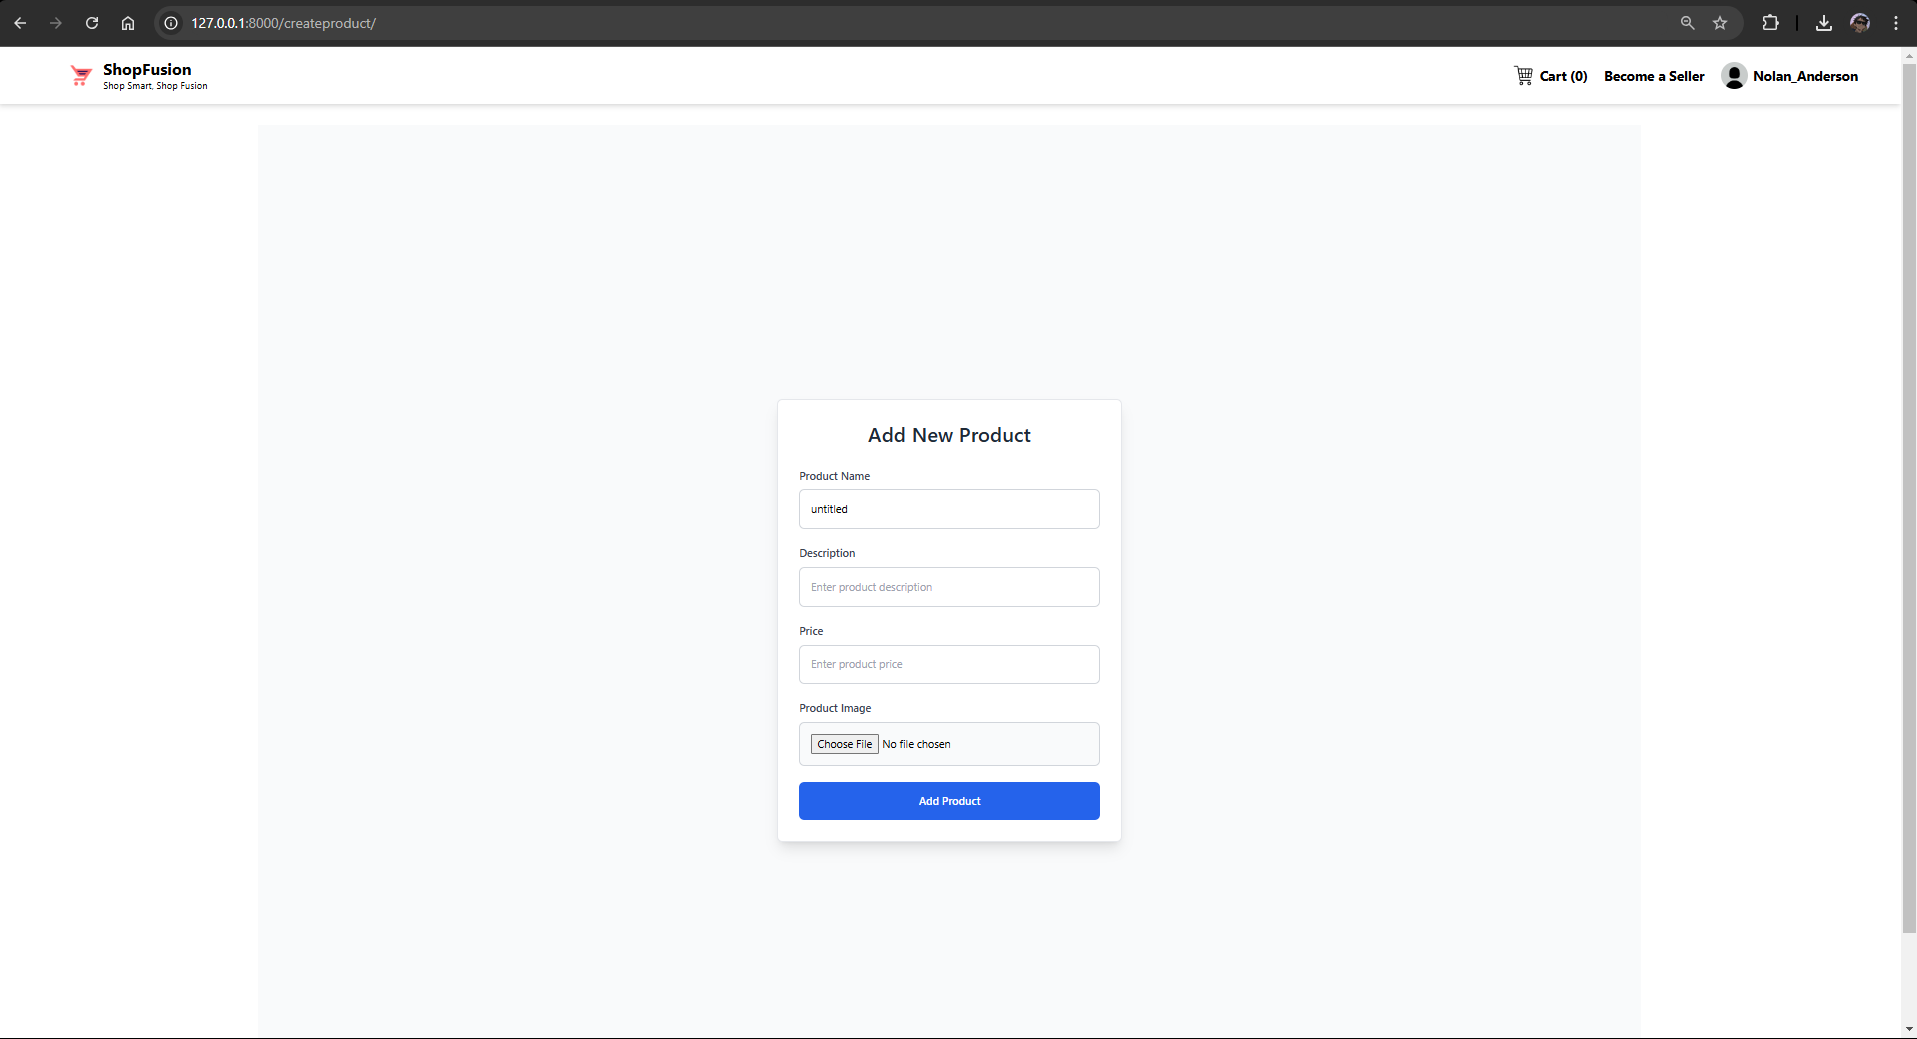 127.0.0.1:8000/createproduct/
ShopFusion
Shop Smart, Shop Fusion
Cart (0)
Become a Seller
Nolan_Anderson
Add New Product
Product Name
untitled
Description
Enter product description
Price
Enter product price
Product Image
Choose File No file chosen
Add Product